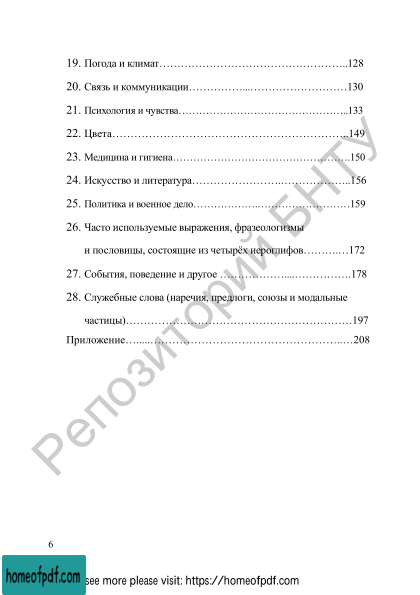 19. Погода и климат……………………………………………..128
20. Связь и коммуникации……………...………………………130
21. Психология и чувства………………………………………..133
22. Цвета…………………………………………………………..149
23. Медицина и гигиена………………………………………….150
24. Искусство и литература……………………………………..156
25. Политика и военное дело……………………………………159
26. Часто используемые выражения, фразеологизмы
и пословицы, состоящие из четырёх иероглифов……….…172
27. События, поведение и другое ………………...…………….178
28. Служебные слова (наречия, предлоги, союзы и модальные
частицы)…………………………………………………………197
Приложение…...……………………………………………….…208
Репозиторий БНТУ
6
homeofpdf.com
see more please visit: https://homeofpdf.com